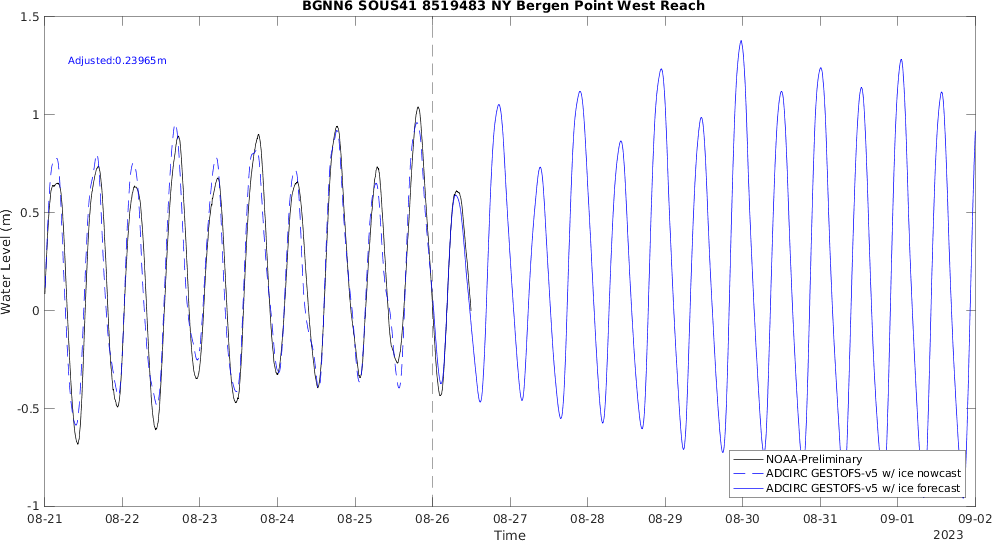 BGNN6 SOUS41 8519483 NY Bergen Point West Reach
Adjusted:0.23965m
Water Level (m)
1.5
1
0.5
0
-0.5
-1
NOAA-Preliminary
ADCIRC GESTOFS-v5 w/ ice nowcast
ADCIRC GESTOFS-v5 w/ ice forecast
08-21 08-22 08-23 08-24 08-25 08-26 08-27 08-28 08-29 08-30 08-31 09-01 09-02
Time
2023